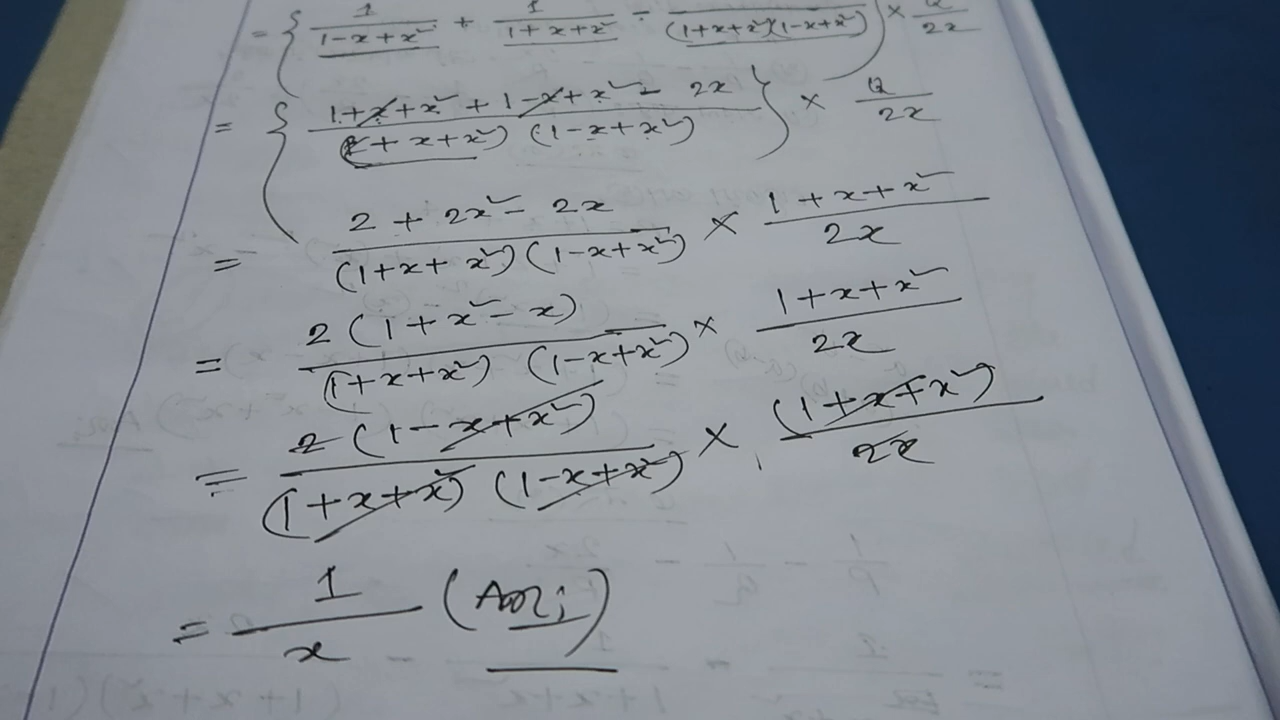 = { 1/(1-x+x²) + 1/(1+x+x²) - /((1+x+x²)(1-x+x²)) } × Q/2x
= { (1+x+x²+1-x+x² - 2x)/((1+x+x²) (1-x+x²)) } × Q/2x
= (2 + 2x² - 2x)/((1+x+x²)(1-x+x²)) × (1+x+x²)/2x
= 2(1+x²-x)/((1+x+x²) (1-x+x²)) × (1+x+x²)/2x
= 2(1-x+x²)/((1+x+x²) (1-x+x²)) × (1+x+x²)/2x
= 1/x (Ans;)